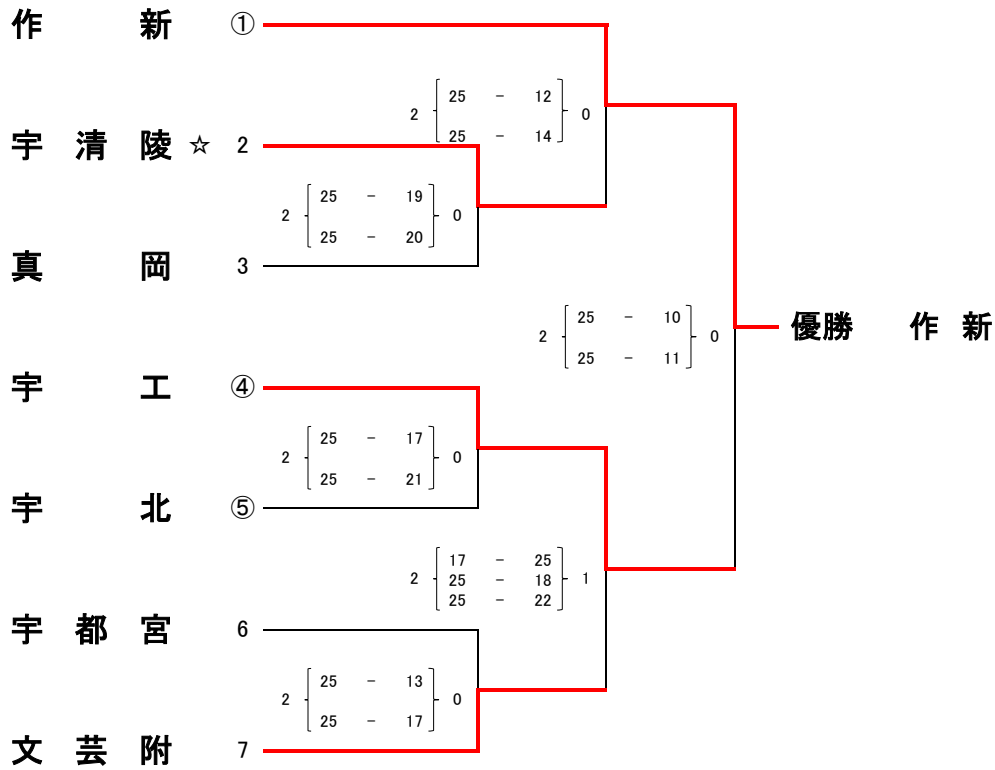 作 新 ①
2 25 - 12 0
25 - 14
宇 清 陵 ☆ 2
2 25 - 19 0
25 - 20
真 岡 3
2 25 - 10 0
25 - 11
優勝 作 新
宇 工 ④
2 25 - 17 0
25 - 21
宇 北 ⑤
17 - 25
2 25 - 18 1
25 - 22
宇 都 宮 6
2 25 - 13 0
25 - 17
文 芸 附 7